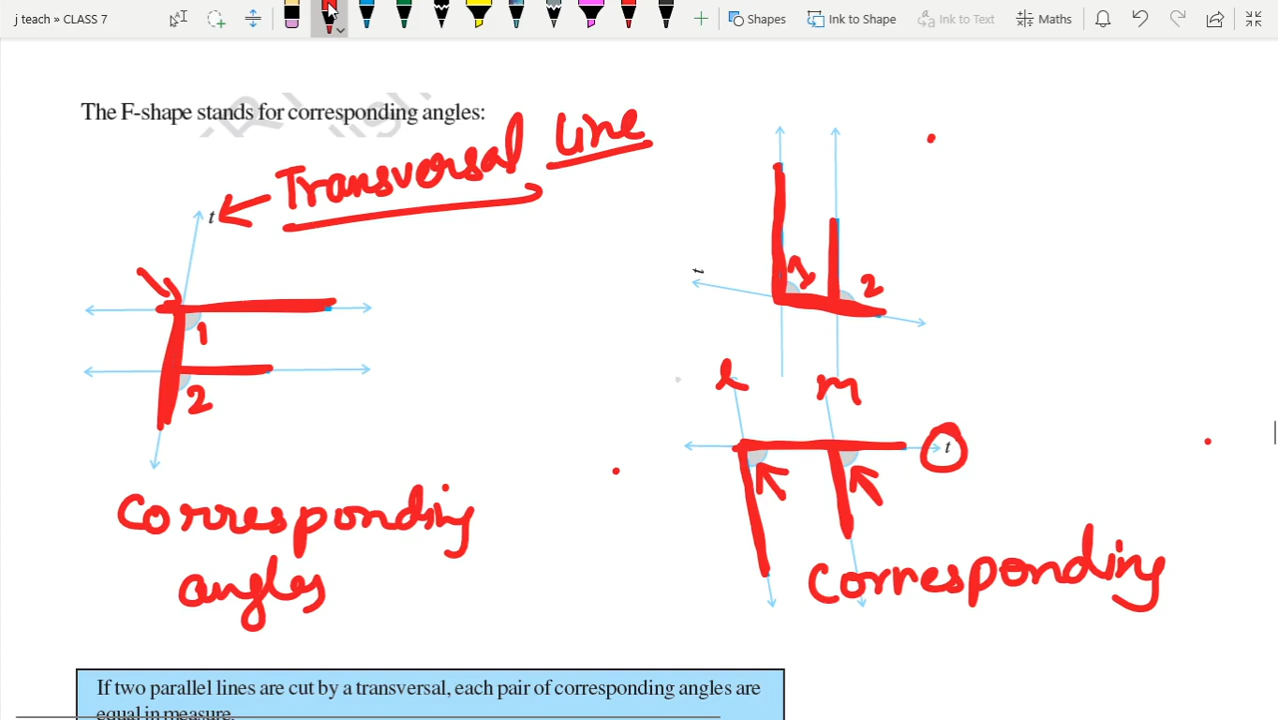 j teach » CLASS 7
Shapes
Ink to Shape
Ink to Text
Maths
The F-shape stands for corresponding angles:
Transversal Line
t
1
2
Corresponding
angles
t
1
2
l
m
t
Corresponding
If two parallel lines are cut by a transversal, each pair of corresponding angles are
equal in measure.